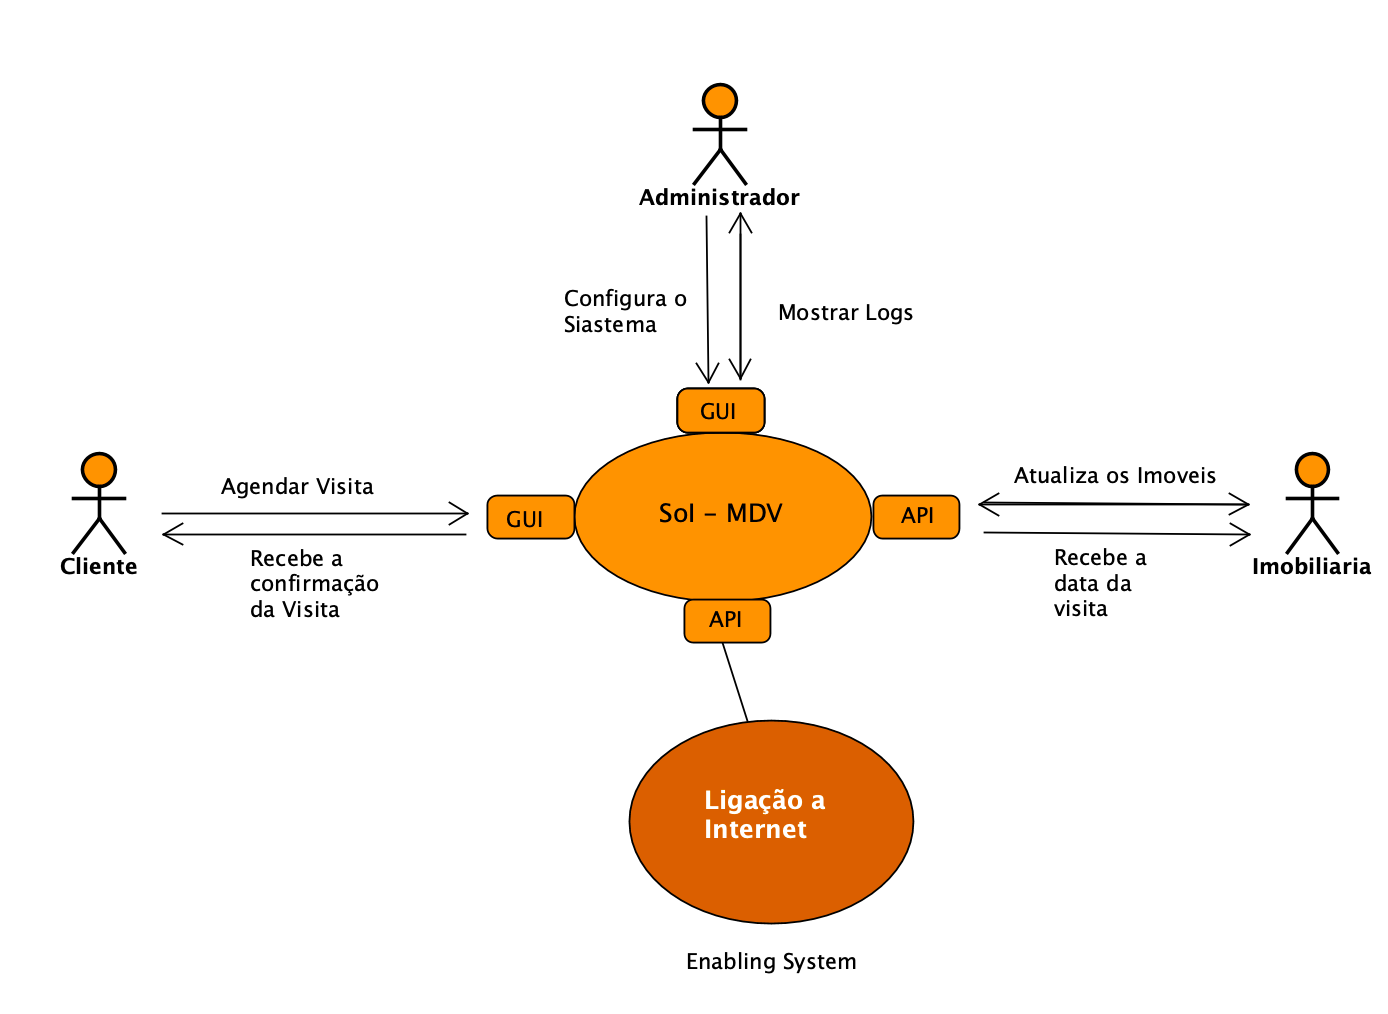 Administrador
Configura o
Siastema
Mostrar Logs
GUI
Agendar Visita
Atualiza os Imoveis
GUI
Sol - MDV
API
Cliente
Recebe a
confirmação
da Visita
Recebe a
data da
visita
Imobiliaria
API
Ligação a
Internet
Enabling System